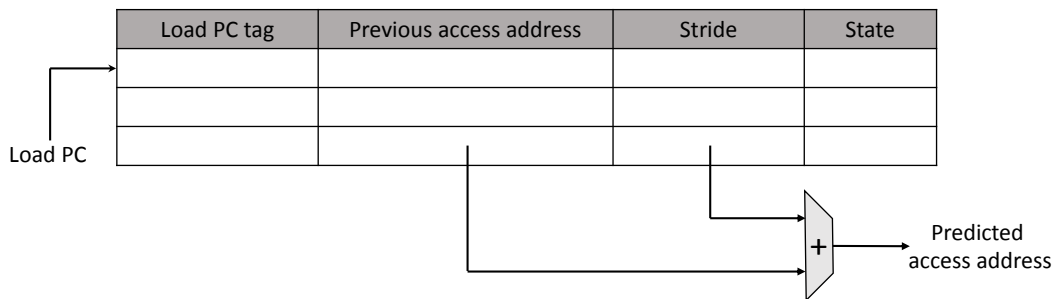 Load PC tag Previous access address Stride State
Load PC
+
Predicted
access address